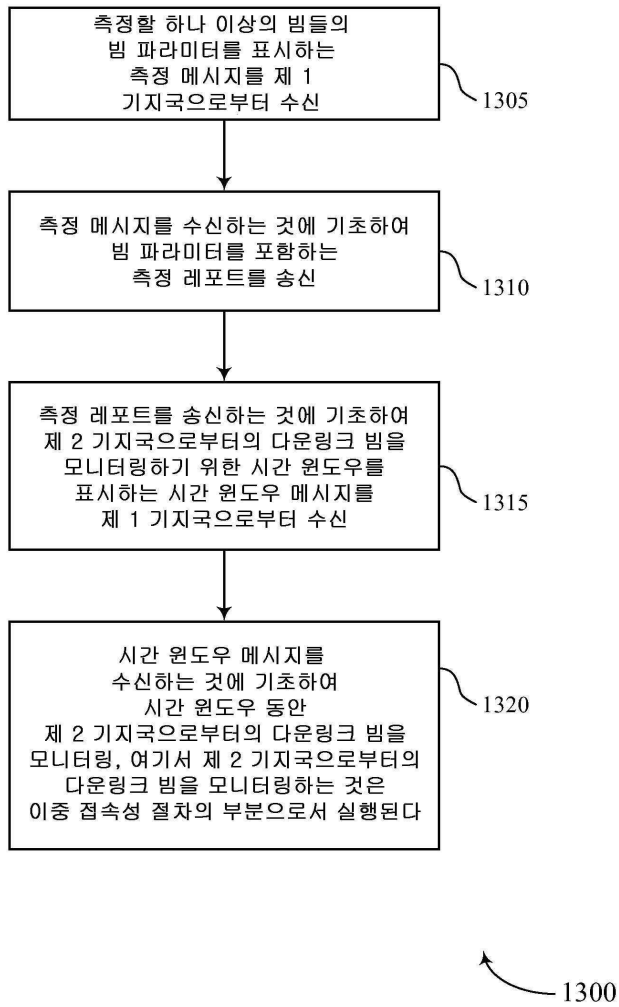 측정할 하나 이상의 빔들의
빔 파라미터를 표시하는
측정 메시지를 제 1
기지국으로부터 수신
1305
측정 메시지를 수신하는 것에 기초하여
빔 파라미터를 포함하는
측정 레포트를 송신
1310
측정 레포트를 송신하는 것에 기초하여
제 2 기지국으로부터의 다운링크 빔을
모니터링하기 위한 시간 윈도우를
표시하는 시간 윈도우 메시지를
제 1 기지국으로부터 수신
1315
시간 윈도우 메시지를
수신하는 것에 기초하여
시간 윈도우 동안
제 2 기지국으로부터의 다운링크 빔을
모니터링, 여기서 제 2 기지국으로부터의
다운링크 빔을 모니터링하는 것은
이중 접속성 절차의 부분으로서 실행된다
1320
1300